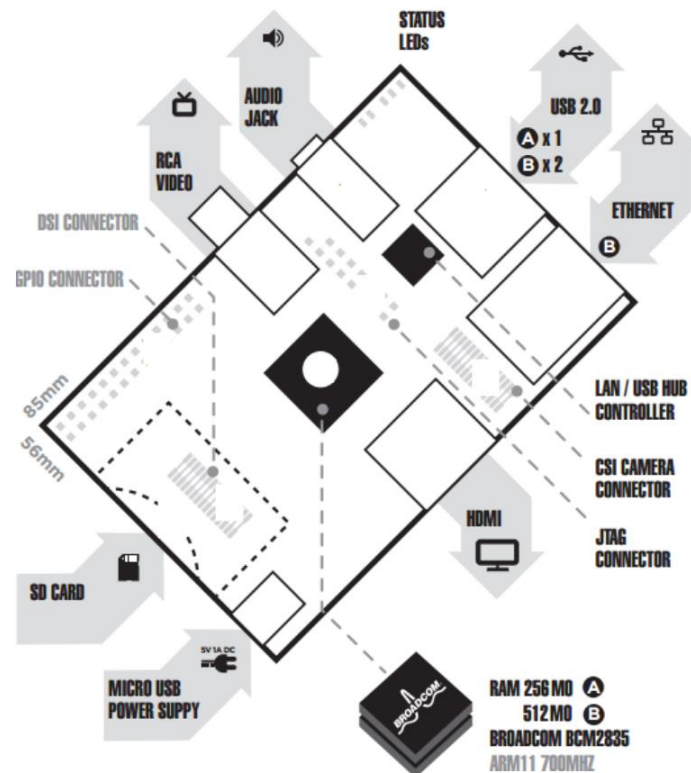 STATUS
LEDs
AUDIO
JACK
USB 2.0
A x 1
B x 2
RCA
VIDEO
ETHERNET
B
DSI CONNECTOR
GPIO CONNECTOR
85mm
56mm
LAN / USB HUB
CONTROLLER
CSI CAMERA
CONNECTOR
JTAG
CONNECTOR
HDMI
SD CARD
5V 1A DC
MICRO USB
POWER SUPPY
BROADCOM
RAM 256 MO A
512 MO B
BROADCOM BCM2835
ARM11 700MHZ